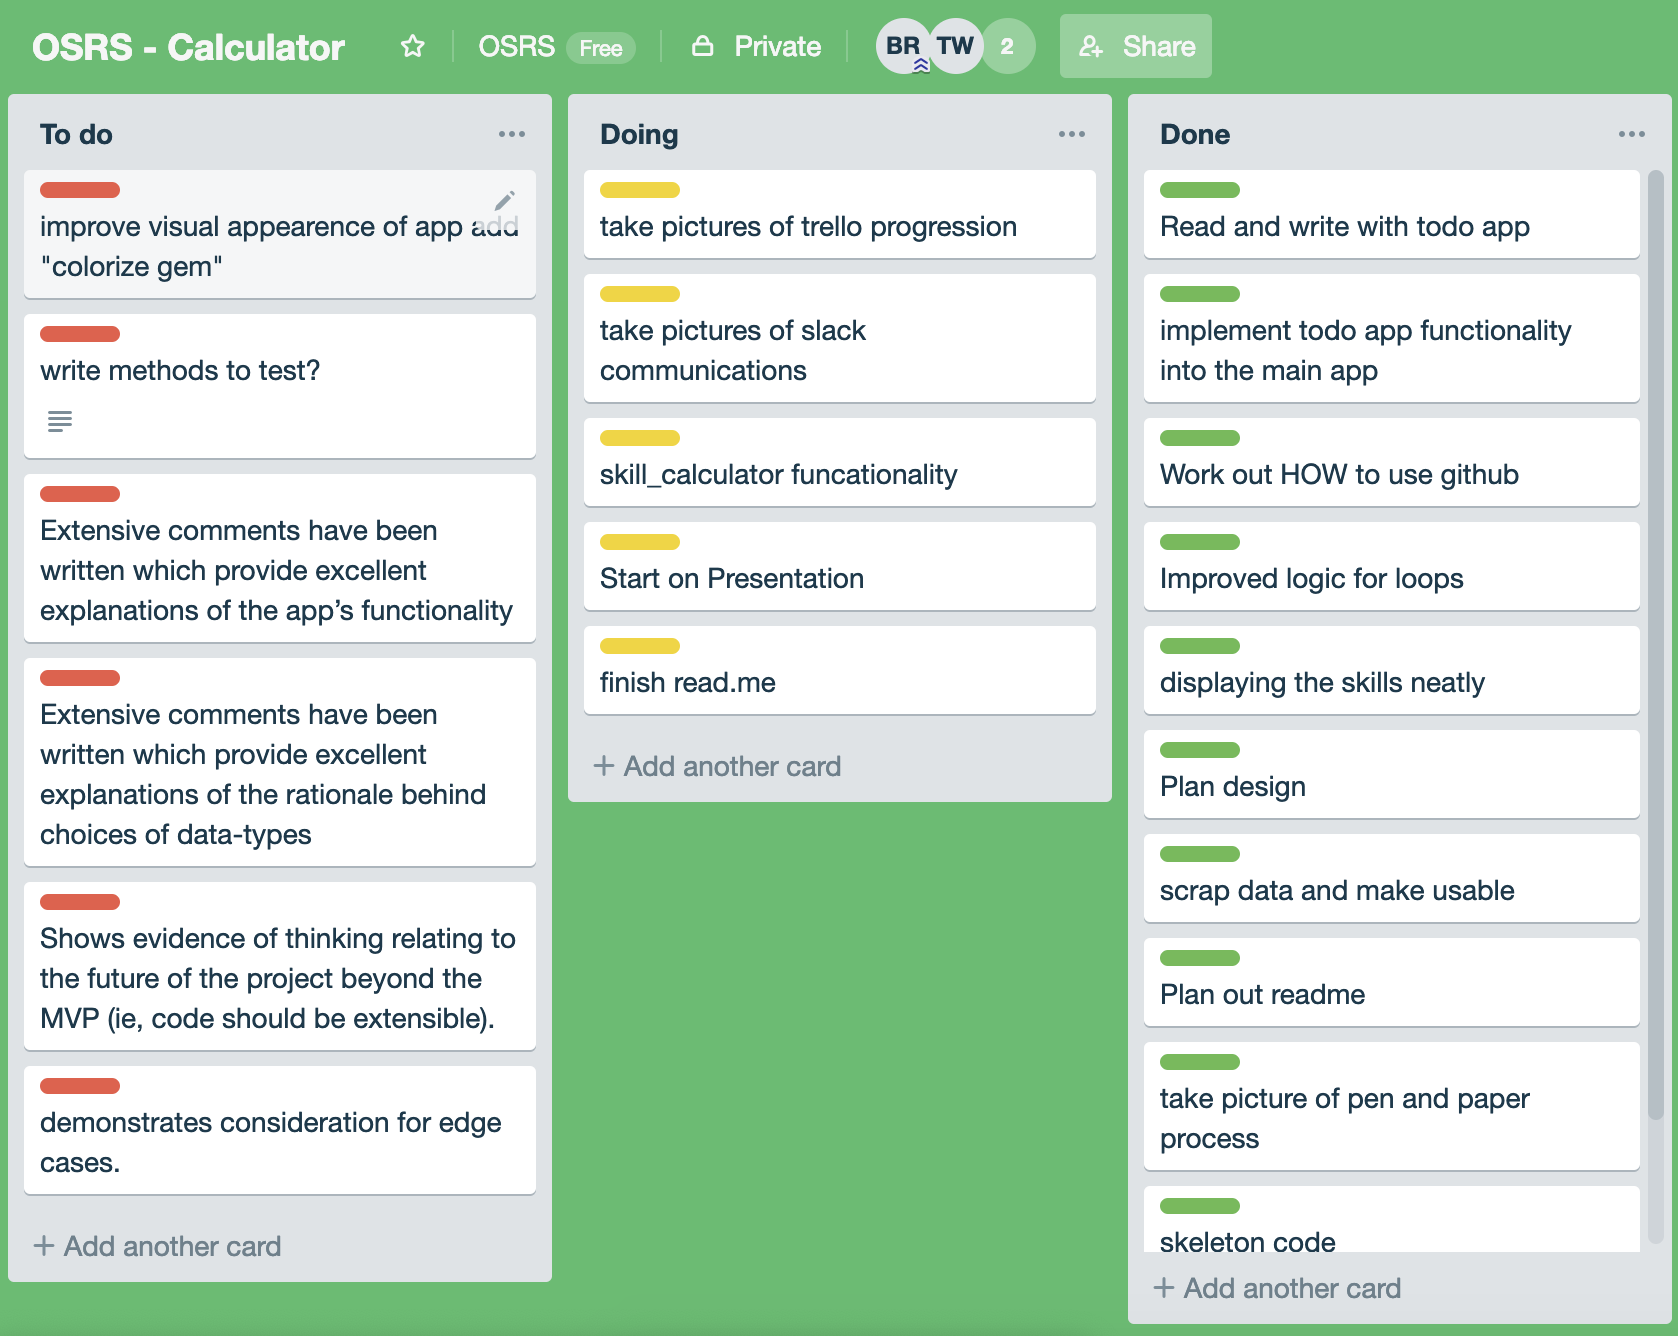 OSRS - Calculator
OSRS Free
Private
BR TW 2
Share
To do
improve visual appearence of app add
"colorize gem"
write methods to test?
Extensive comments have been
written which provide excellent
explanations of the app’s functionality
Extensive comments have been
written which provide excellent
explanations of the rationale behind
choices of data-types
Shows evidence of thinking relating to
the future of the project beyond the
MVP (ie, code should be extensible).
demonstrates consideration for edge
cases.
+ Add another card
Doing
take pictures of trello progression
take pictures of slack
communications
skill_calculator funcationality
Start on Presentation
finish read.me
+ Add another card
Done
Read and write with todo app
implement todo app functionality
into the main app
Work out HOW to use github
Improved logic for loops
displaying the skills neatly
Plan design
scrap data and make usable
Plan out readme
take picture of pen and paper
process
skeleton code
+ Add another card